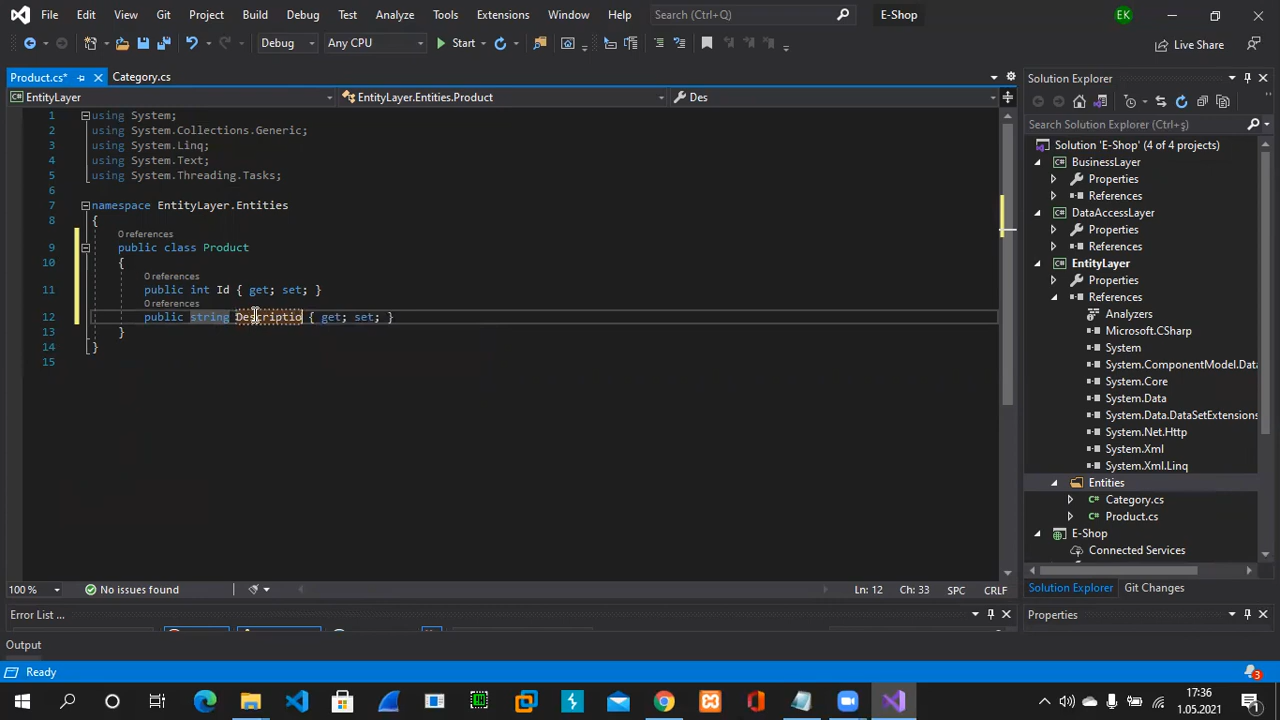 File Edit View Git Project Build Debug Test Analyze Tools Extensions Window Help Search (Ctrl+Q) E-Shop EK
Debug Any CPU Start Live Share
Product.cs* Category.cs
EntityLayer EntityLayer.Entities.Product Des
1 using System;
2 using System.Collections.Generic;
3 using System.Linq;
4 using System.Text;
5 using System.Threading.Tasks;
6
7 namespace EntityLayer.Entities
8 {
0 references
9 public class Product
10 {
0 references
11 public int Id { get; set; }
0 references
12 public string Descriptio { get; set; }
13 }
14 }
15
100 % No issues found Ln: 12 Ch: 33 SPC CRLF
Error List ...
Output
Ready
Solution Explorer
Search Solution Explorer (Ctrl+ş)
Solution 'E-Shop' (4 of 4 projects)
BusinessLayer
Properties
References
DataAccessLayer
Properties
References
EntityLayer
Properties
References
Analyzers
Microsoft.CSharp
System
System.ComponentModel.Data
System.Core
System.Data
System.Data.DataSetExtensions
System.Net.Http
System.Xml
System.Xml.Linq
Entities
Category.cs
Product.cs
E-Shop
Connected Services
Solution Explorer Git Changes
Properties
3
17:36
1.05.2021
1